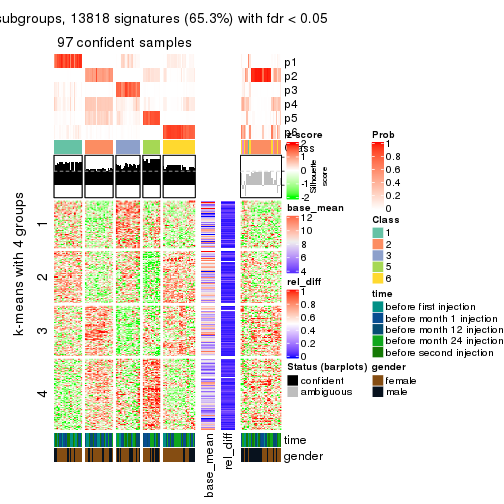 subgroups, 13818 signatures (65.3%) with fdr < 0.05
97 confident samples
p1
p2
p3
p4
p5
p6
Class
Silhouette
score
k-means with 4 groups
1
2
3
4
base_mean
rel_diff
time
gender
z-score
2
1
0
-1
-2
base_mean
12
10
8
6
4
rel_diff
1
0.8
0.6
0.4
0.2
0
Status (barplots)
confident
ambiguous
Prob
1
0.8
0.6
0.4
0.2
0
Class
1
2
3
5
6
time
before first injection
before month 1 injection
before month 12 injection
before month 24 injection
before second injection
gender
female
male